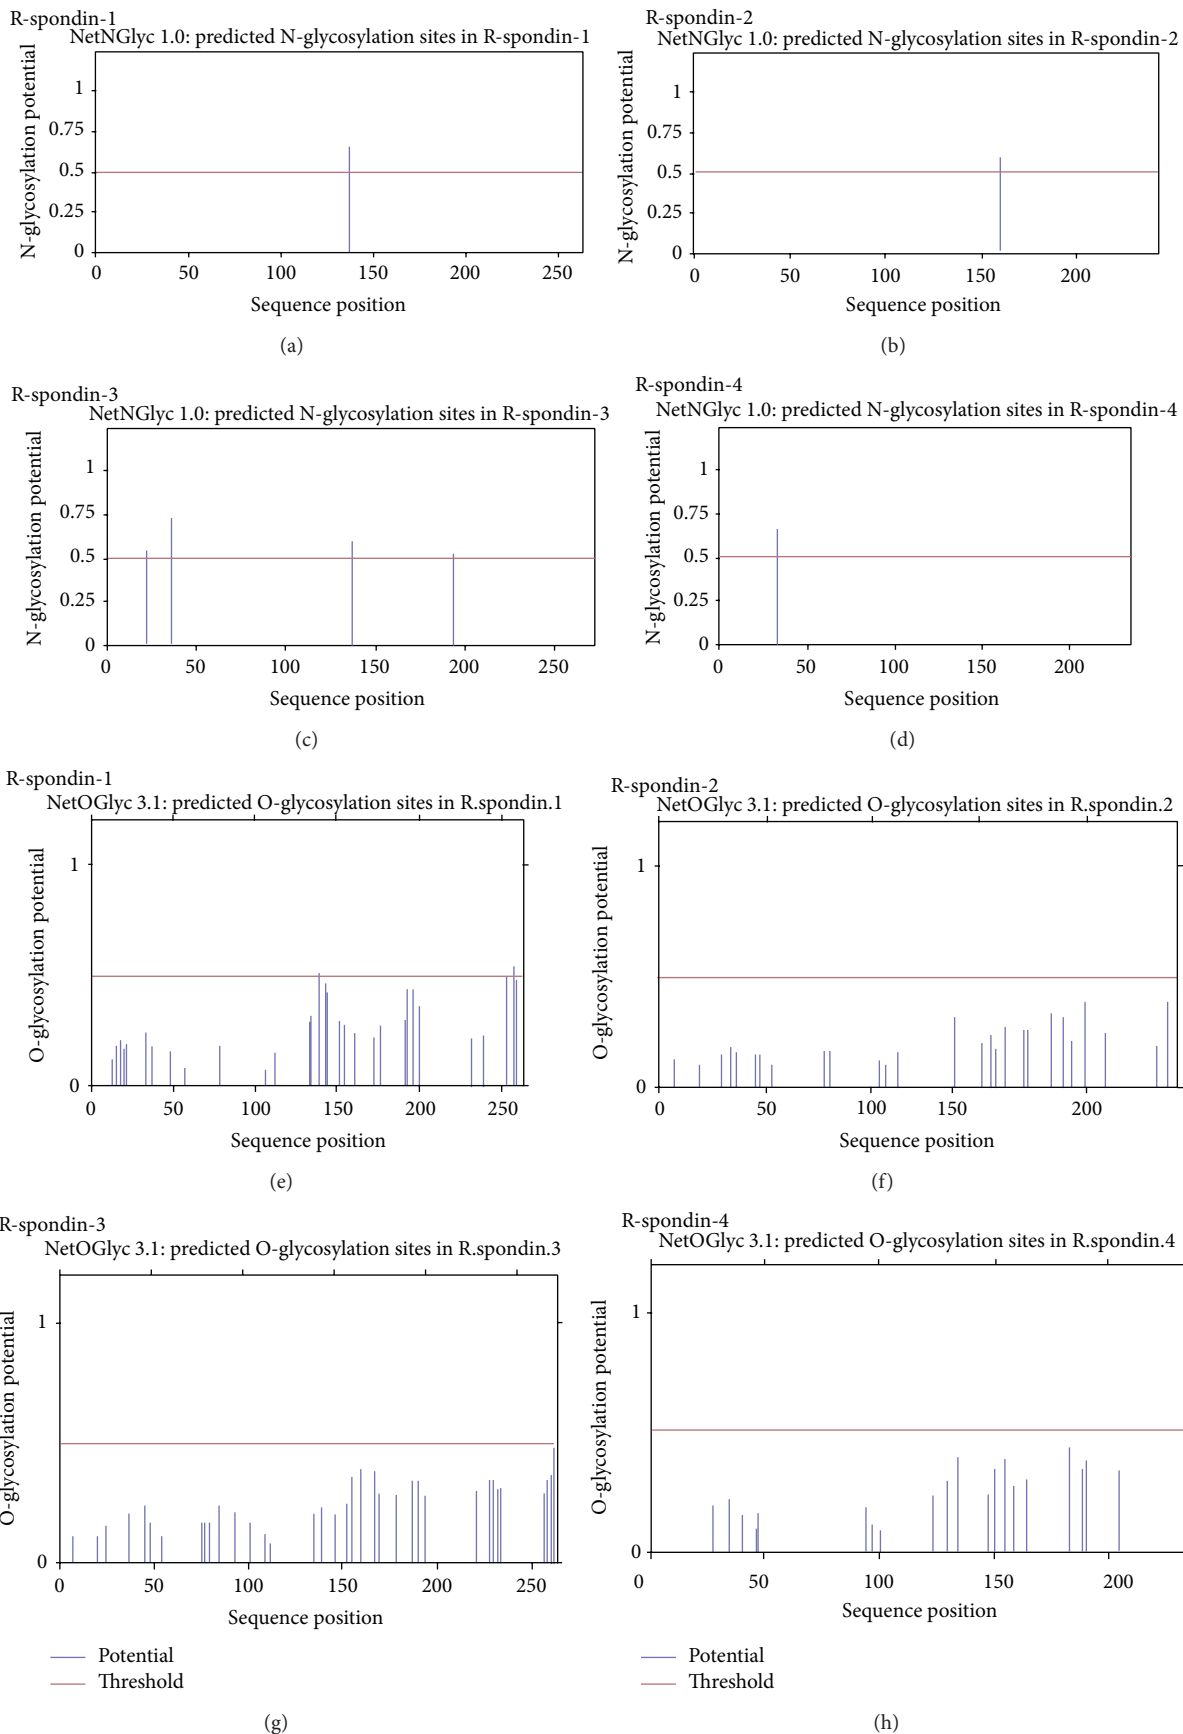 R-spondin-1
NetNGlyc 1.0: predicted N-glycosylation sites in R-spondin-1
N-glycosylation potential
1
0.75
0.5
0.25
0
0 50 100 150 200 250
Sequence position
(a)
R-spondin-2
NetNGlyc 1.0: predicted N-glycosylation sites in R-spondin-2
N-glycosylation potential
1
0.75
0.5
0.25
0
0 50 100 150 200
Sequence position
(b)
R-spondin-3
NetNGlyc 1.0: predicted N-glycosylation sites in R-spondin-3
N-glycosylation potential
1
0.75
0.5
0.25
0
0 50 100 150 200 250
Sequence position
(c)
R-spondin-4
NetNGlyc 1.0: predicted N-glycosylation sites in R-spondin-4
N-glycosylation potential
1
0.75
0.5
0.25
0
0 50 100 150 200
Sequence position
(d)
R-spondin-1
NetOGlyc 3.1: predicted O-glycosylation sites in R.spondin.1
O-glycosylation potential
1
0
0 50 100 150 200 250
Sequence position
(e)
R-spondin-2
NetOGlyc 3.1: predicted O-glycosylation sites in R.spondin.2
O-glycosylation potential
1
0
0 50 100 150 200
Sequence position
(f)
R-spondin-3
NetOGlyc 3.1: predicted O-glycosylation sites in R.spondin.3
O-glycosylation potential
1
0
0 50 100 150 200 250
Sequence position
Potential
Threshold
(g)
R-spondin-4
NetOGlyc 3.1: predicted O-glycosylation sites in R.spondin.4
O-glycosylation potential
1
0
0 50 100 150 200
Sequence position
Potential
Threshold
(h)